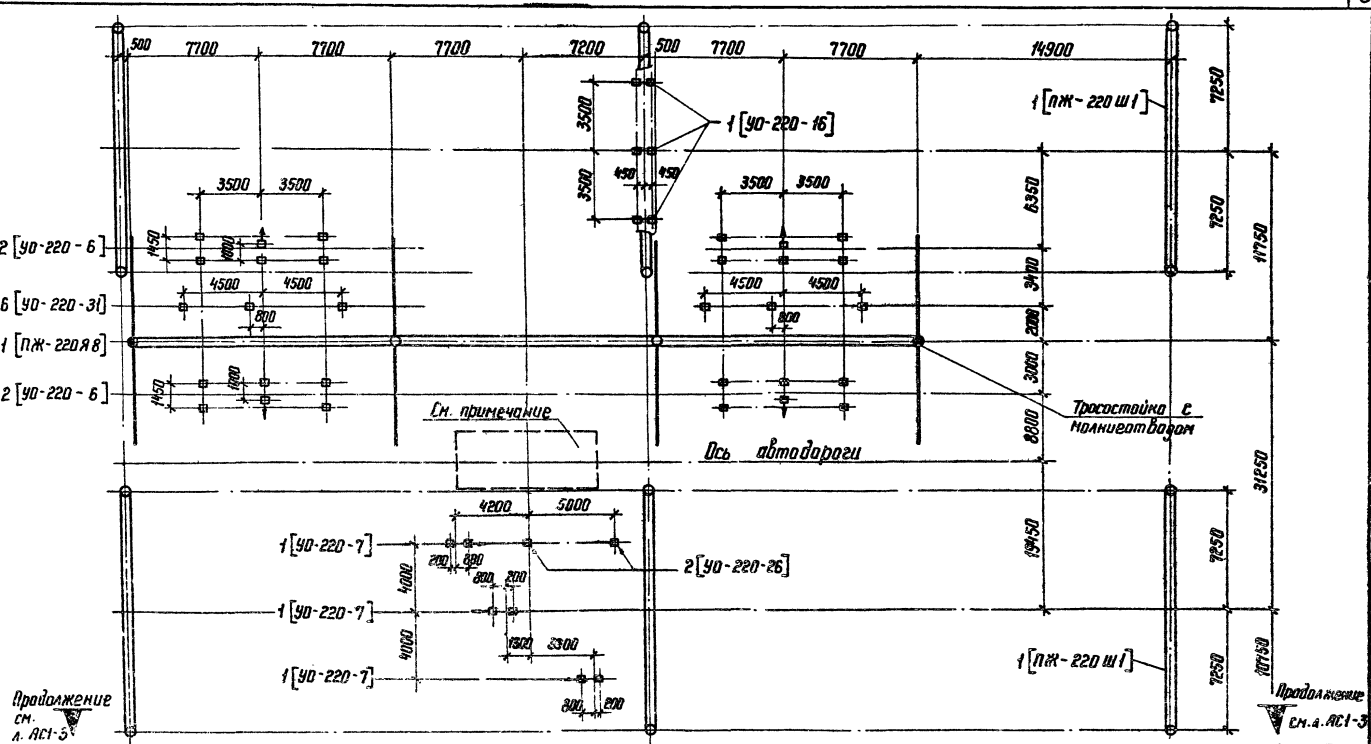 500 7700 7700 7700 7200 500 7700 7700 14900
7250
1 [ПЖ-220 Ш1]
3500
1 [УО-220-16]
3500 3500
3500
450 450
3500 3500
6350
7250
11750
2 [УО-220-6]
1450
1800
3400
4500 4500
4500 4500
6 [УО-220-31]
800
800
2000
1 [ПЖ-220Я8]
3000
2 [УО-220-6]
1450
1800
См. примечание
Тросостойка с
молниеотводом
8800
Ось автодороги
31250
4200 5000
1 [УО-220-7]
200 800
2 [УО-220-26]
19450
7250
4000
800 200
1 [УО-220-7]
4000
1300 3300
1 [УО-220-7]
1 [ПЖ-220 Ш1]
7250
10750
800 200
Продолжение
см.
л. АС1-3
Продолжение
см. л. АС1-3